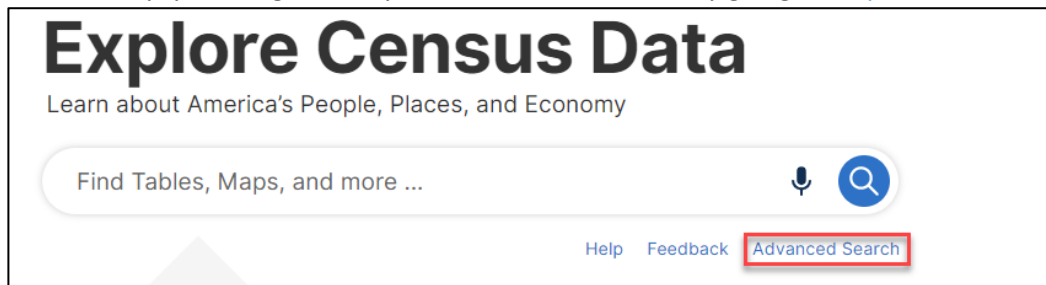 Explore Census Data
Learn about America's People, Places, and Economy
Find Tables, Maps, and more ...
Help Feedback Advanced Search